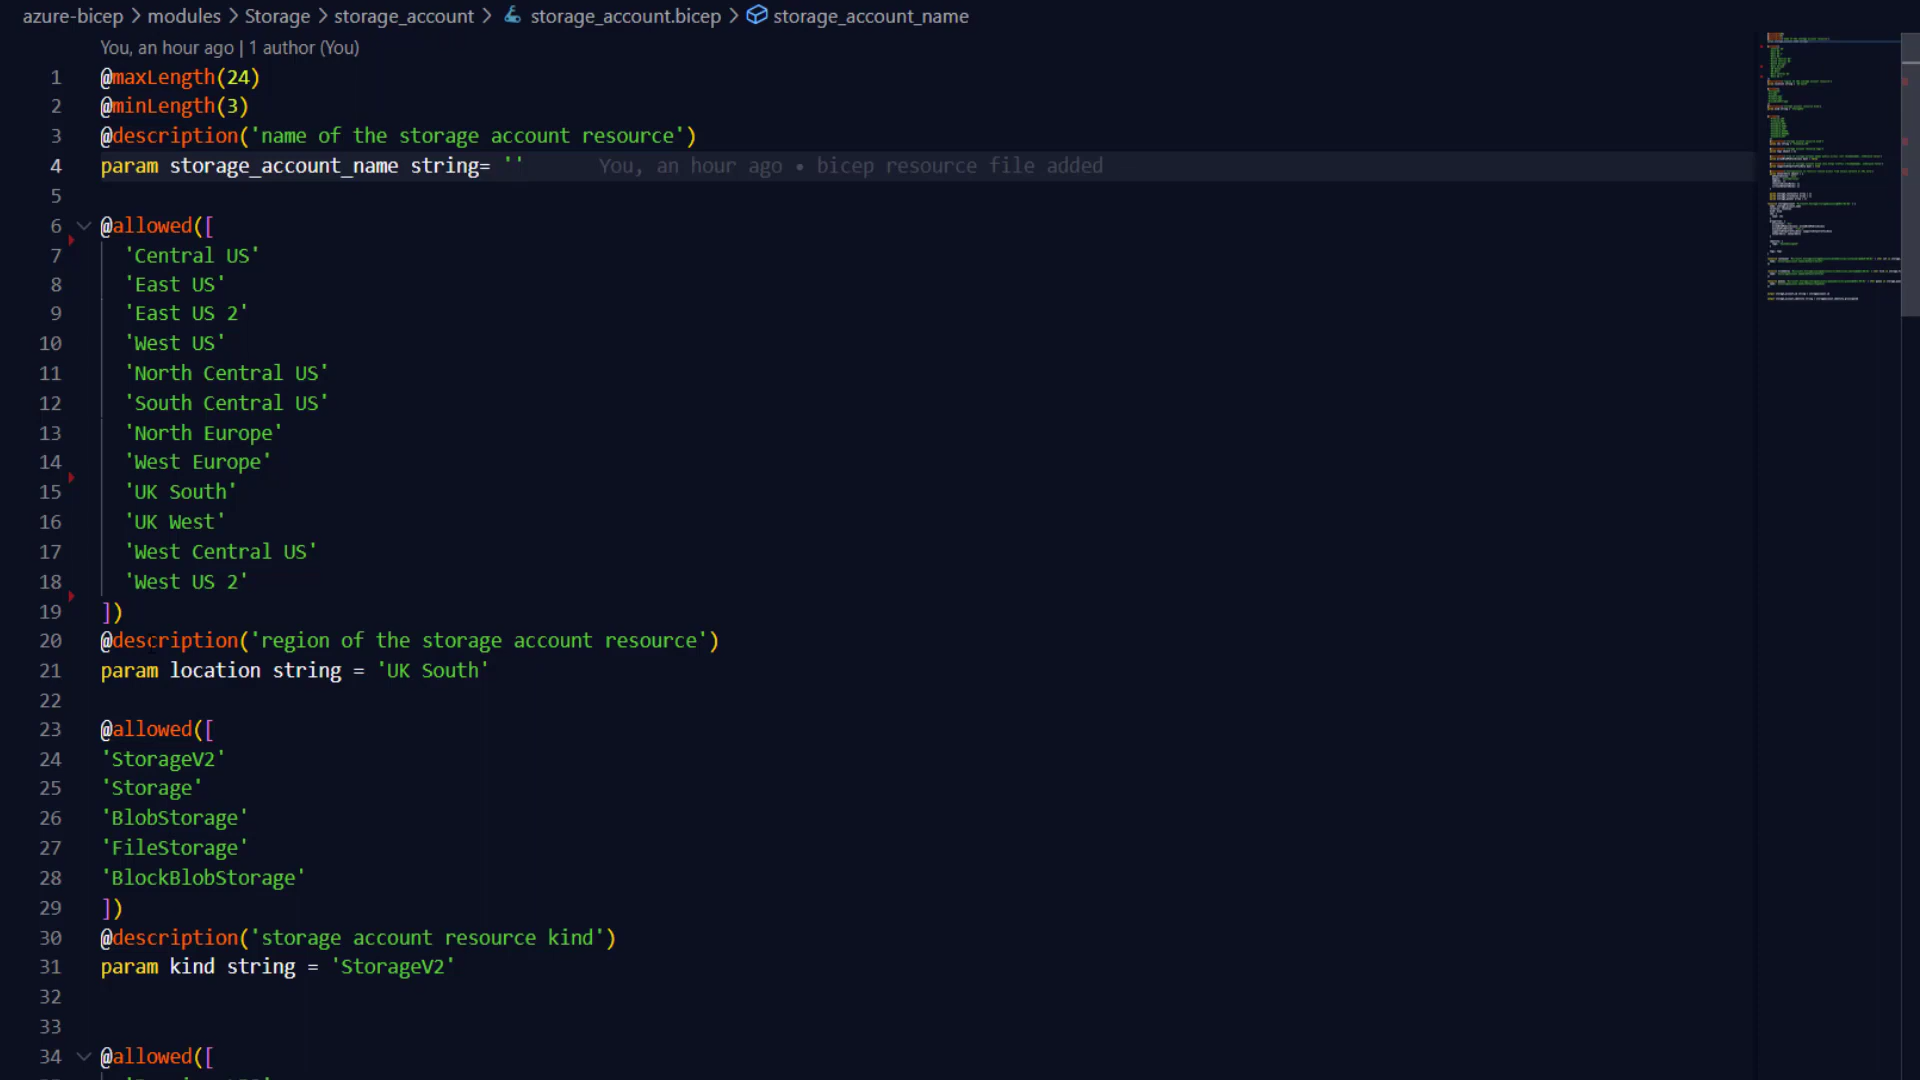 azure-bicep > modules > Storage > storage_account > storage_account.bicep > storage_account_name
You, an hour ago | 1 author (You)
1 @maxLength(24)
2 @minLength(3)
3 @description('name of the storage account resource')
4 param storage_account_name string= '' You, an hour ago • bicep resource file added
5
6 @allowed([
7 'Central US'
8 'East US'
9 'East US 2'
10 'West US'
11 'North Central US'
12 'South Central US'
13 'North Europe'
14 'West Europe'
15 'UK South'
16 'UK West'
17 'West Central US'
18 'West US 2'
19 ])
20 @description('region of the storage account resource')
21 param location string = 'UK South'
22
23 @allowed([
24 'StorageV2'
25 'Storage'
26 'BlobStorage'
27 'FileStorage'
28 'BlockBlobStorage'
29 ])
30 @description('storage account resource kind')
31 param kind string = 'StorageV2'
32
33
34 @allowed([